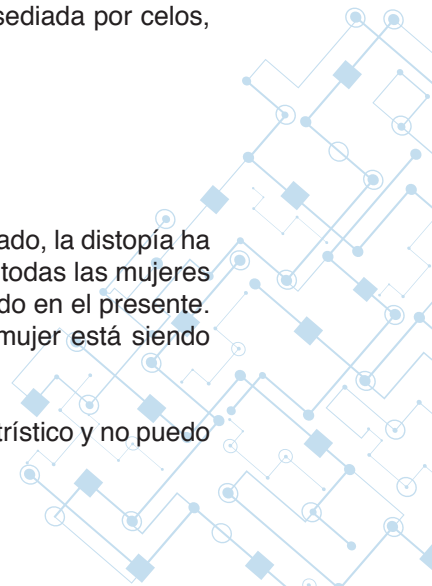 sediada por celos,
ado, la distopía ha
todas las mujeres
do en el presente.
mujer está siendo
trístico y no puedo